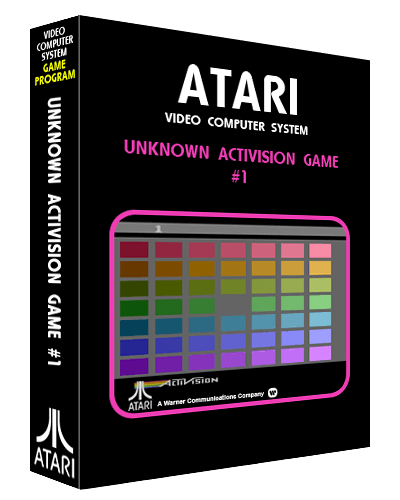 VIDEO
COMPUTER
SYSTEM
GAME
PROGRAM
UNKNOWN ACTIVISION GAME #1
ATARI
ATARI
VIDEO COMPUTER SYSTEM
UNKNOWN ACTIVISION GAME
#1
1
ACTIVISION
ATARI
A Warner Communications Company